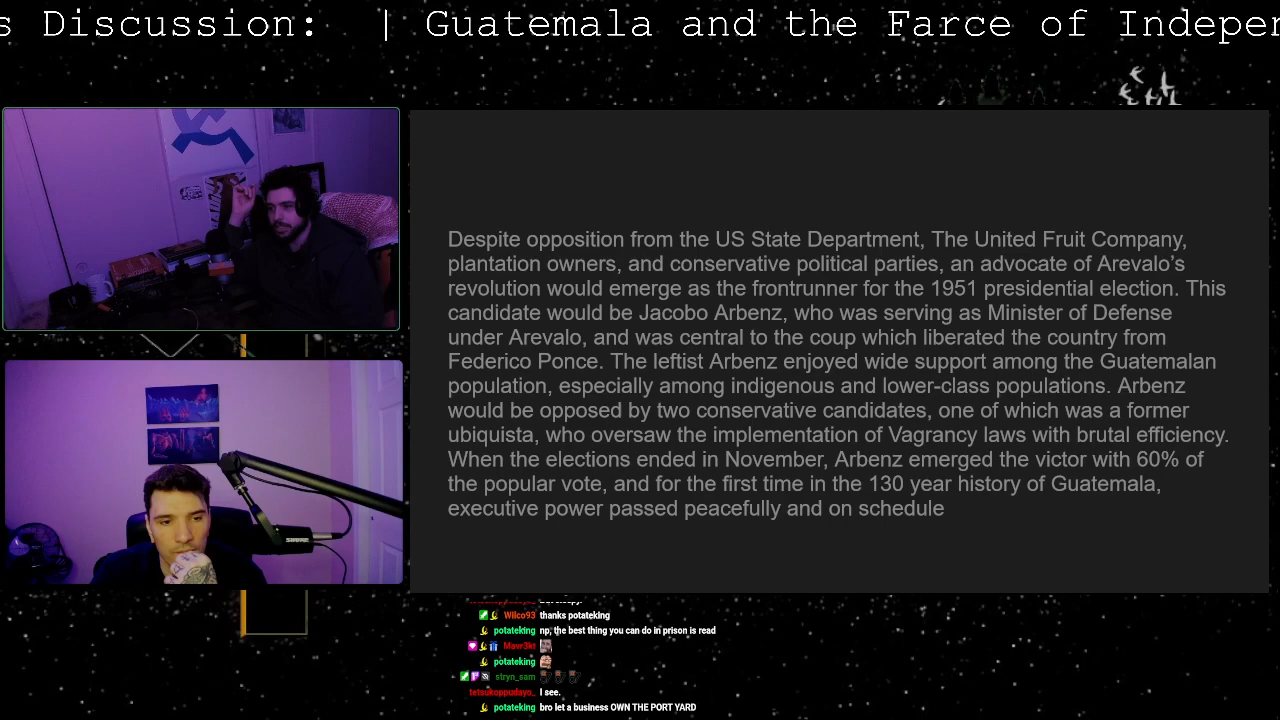 s Discussion:  | Guatemala and the Farce of Indepen
Despite opposition from the US State Department, The United Fruit Company,
plantation owners, and conservative political parties, an advocate of Arevalo’s
revolution would emerge as the frontrunner for the 1951 presidential election. This
candidate would be Jacobo Arbenz, who was serving as Minister of Defense
under Arevalo, and was central to the coup which liberated the country from
Federico Ponce. The leftist Arbenz enjoyed wide support among the Guatemalan
population, especially among indigenous and lower-class populations. Arbenz
would be opposed by two conservative candidates, one of which was a former
ubiquista, who oversaw the implementation of Vagrancy laws with brutal efficiency.
When the elections ended in November, Arbenz emerged the victor with 60% of
the popular vote, and for the first time in the 130 year history of Guatemala,
executive power passed peacefully and on schedule
SHURE
Wilco93 thanks potateking
potateking np, the best thing you can do in prison is read
Mavr3kt
potateking
stryn_sam
tetsukoppudayo_ I see.
potateking bro let a business OWN THE PORT YARD